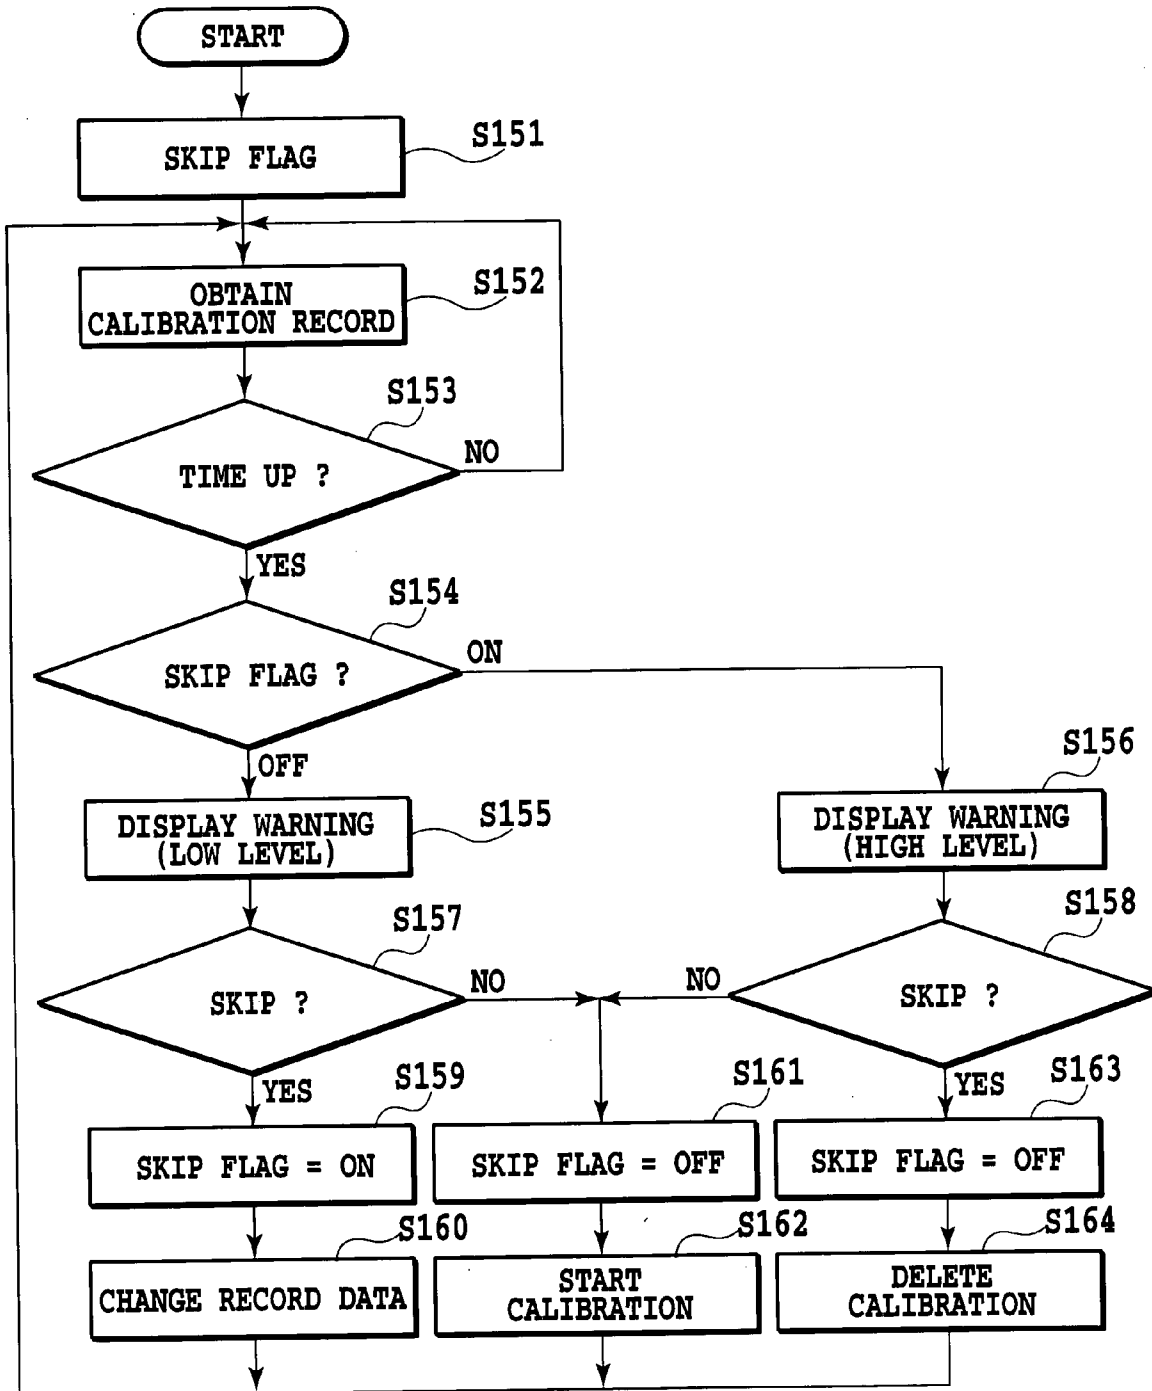 START
S151
SKIP FLAG
S152
OBTAIN
CALIBRATION RECORD
S153
TIME UP ?
NO
YES
S154
SKIP FLAG ?
ON
OFF
S155
DISPLAY WARNING
(LOW LEVEL)
S156
DISPLAY WARNING
(HIGH LEVEL)
S157
SKIP ?
NO
S158
SKIP ?
NO
YES
S159
SKIP FLAG = ON
S161
SKIP FLAG = OFF
YES
S163
SKIP FLAG = OFF
S160
CHANGE RECORD DATA
S162
START
CALIBRATION
S164
DELETE
CALIBRATION